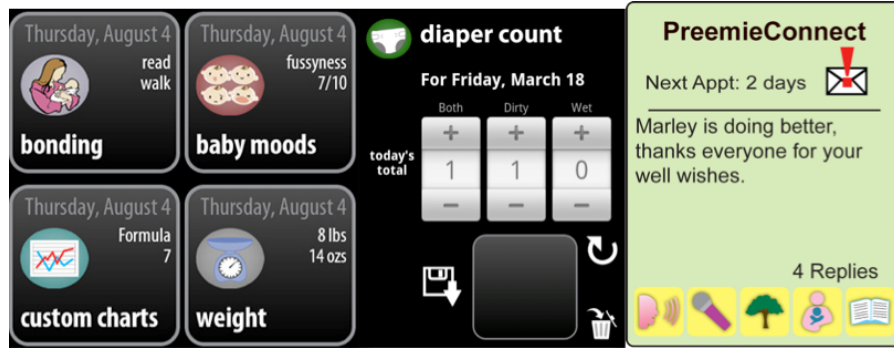 Thursday, August 4
read
walk
bonding
Thursday, August 4
fussyness
7/10
baby moods
Thursday, August 4
Formula
7
custom charts
Thursday, August 4
8 lbs
14 ozs
weight
diaper count
For Friday, March 18
Both Dirty Wet
+ + +
today's
total
1 1 0
− − −
PreemieConnect
Next Appt: 2 days
Marley is doing better,
thanks everyone for your
well wishes.
4 Replies